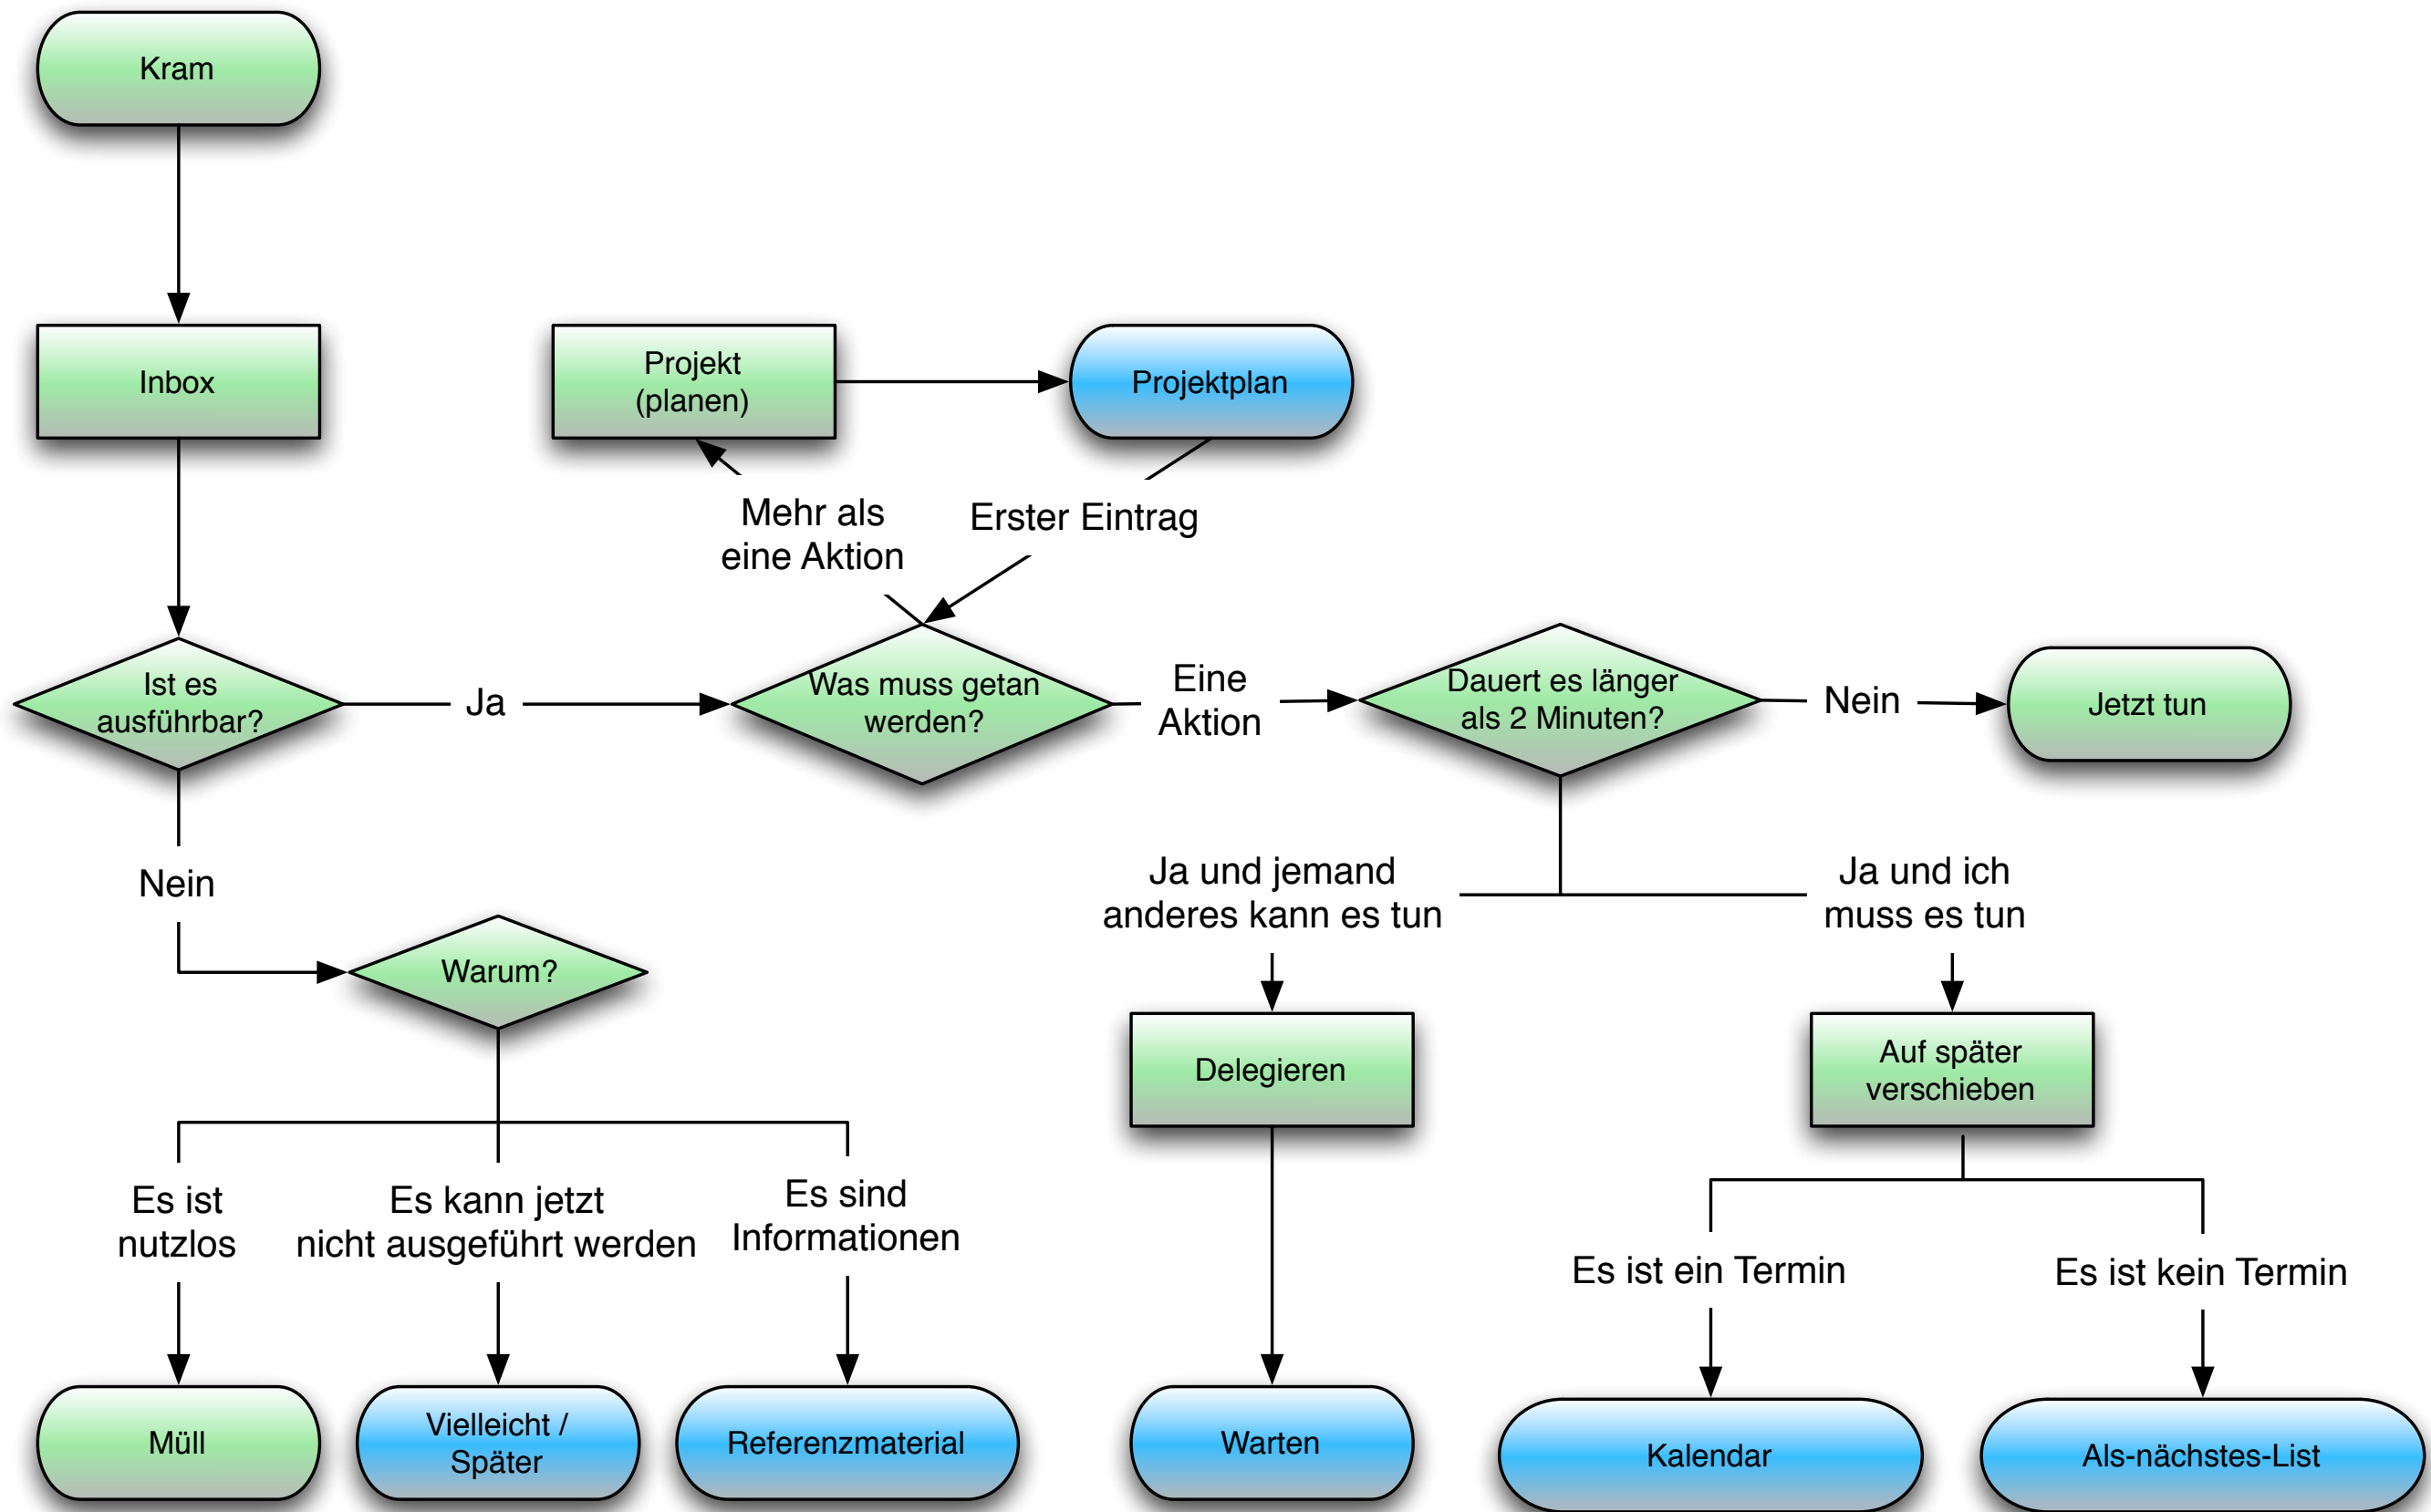 Kram
Inbox
Projekt
(planen)
Projektplan
Mehr als
eine Aktion
Erster Eintrag
Ist es
ausführbar?
Ja
Was muss getan
werden?
Eine
Aktion
Dauert es länger
als 2 Minuten?
Nein
Jetzt tun
Nein
Ja und jemand
anderes kann es tun
Ja und ich
muss es tun
Warum?
Delegieren
Auf später
verschieben
Es ist
nutzlos
Es kann jetzt
nicht ausgeführt werden
Es sind
Informationen
Es ist ein Termin
Es ist kein Termin
Müll
Vielleicht /
Später
Referenzmaterial
Warten
Kalendar
Als-nächstes-List